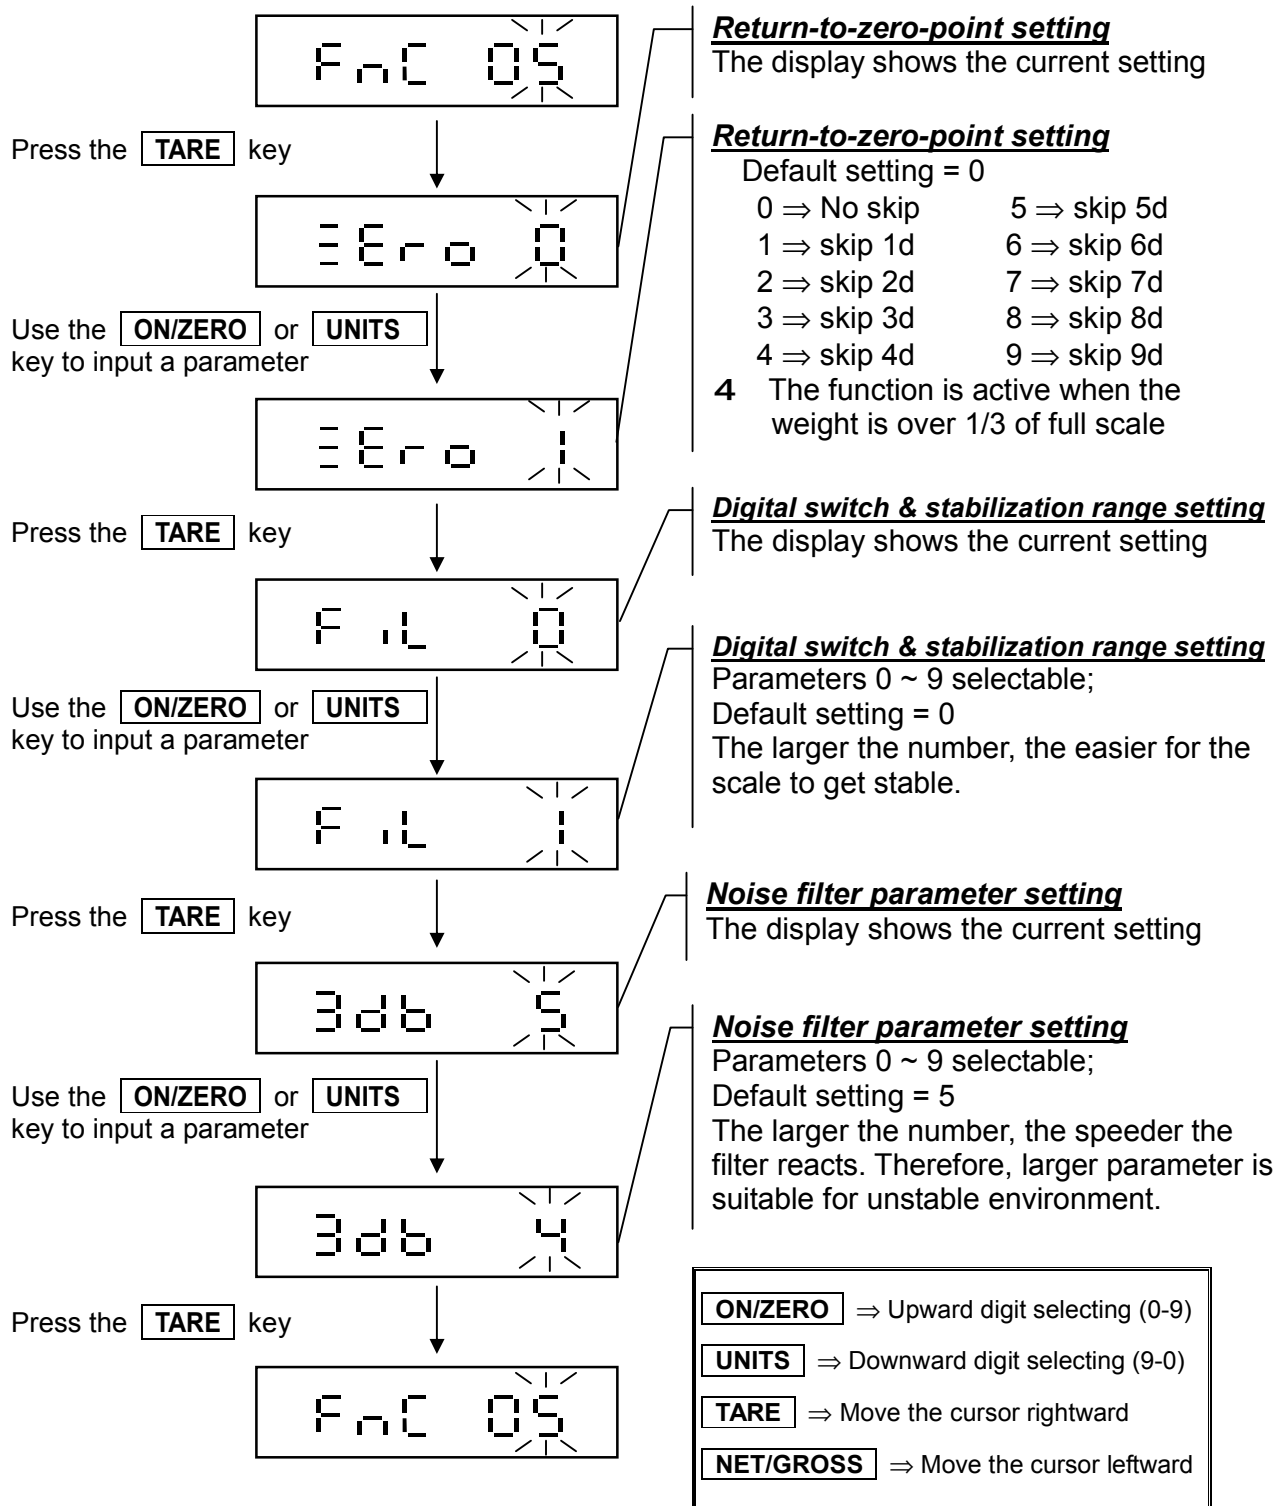 FnC 05
Return-to-zero-point setting
The display shows the current setting
Press the TARE key
Ero 0
Return-to-zero-point setting
Default setting = 0
0 ⇒ No skip 5 ⇒ skip 5d
1 ⇒ skip 1d 6 ⇒ skip 6d
2 ⇒ skip 2d 7 ⇒ skip 7d
3 ⇒ skip 3d 8 ⇒ skip 8d
4 ⇒ skip 4d 9 ⇒ skip 9d
4 The function is active when the
weight is over 1/3 of full scale
Use the ON/ZERO or UNITS
key to input a parameter
Ero 1
Press the TARE key
Digital switch & stabilization range setting
The display shows the current setting
FiL 0
Use the ON/ZERO or UNITS
key to input a parameter
Digital switch & stabilization range setting
Parameters 0 ~ 9 selectable;
Default setting = 0
The larger the number, the easier for the
scale to get stable.
FiL 1
Press the TARE key
Noise filter parameter setting
The display shows the current setting
3db 5
Use the ON/ZERO or UNITS
key to input a parameter
Noise filter parameter setting
Parameters 0 ~ 9 selectable;
Default setting = 5
The larger the number, the speeder the
filter reacts. Therefore, larger parameter is
suitable for unstable environment.
3db 4
Press the TARE key
FnC 05
ON/ZERO ⇒ Upward digit selecting (0-9)
UNITS ⇒ Downward digit selecting (9-0)
TARE ⇒ Move the cursor rightward
NET/GROSS ⇒ Move the cursor leftward